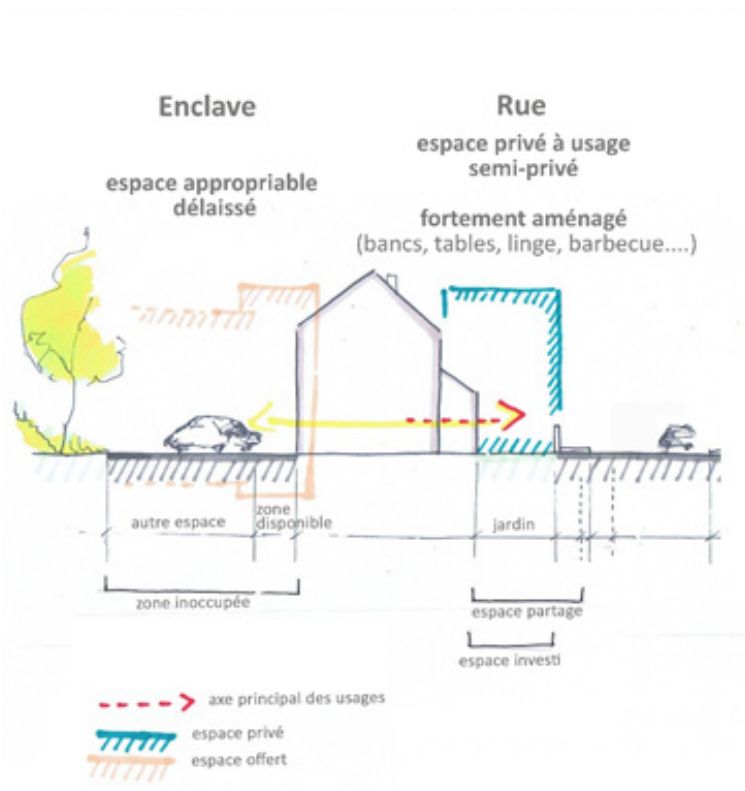 Enclave
espace appropriable
délaissé
Rue
espace privé à usage
semi-privé
fortement aménagé
(bancs, tables, linge, barbecue....)
autre espace
zone
disponible
jardin
zone inoccupée
espace partage
espace investi
axe principal des usages
espace privé
espace offert